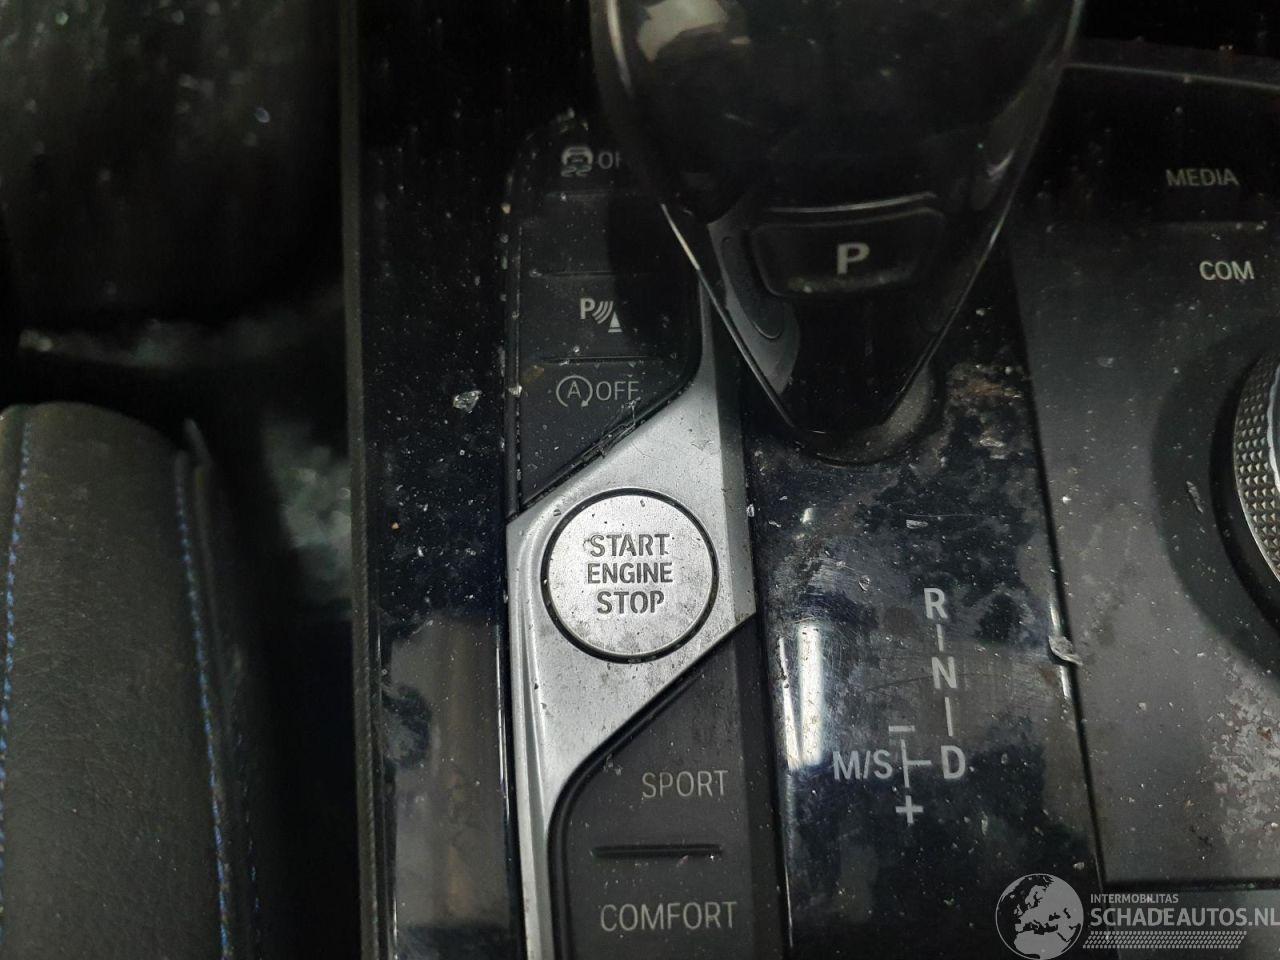 OFF
MEDIA
P
COM
P
A OFF
START
ENGINE
STOP
R
N
M/S D
+
SPORT
COMFORT
INTERMOBILITAS
SCHADEAUTOS.NL